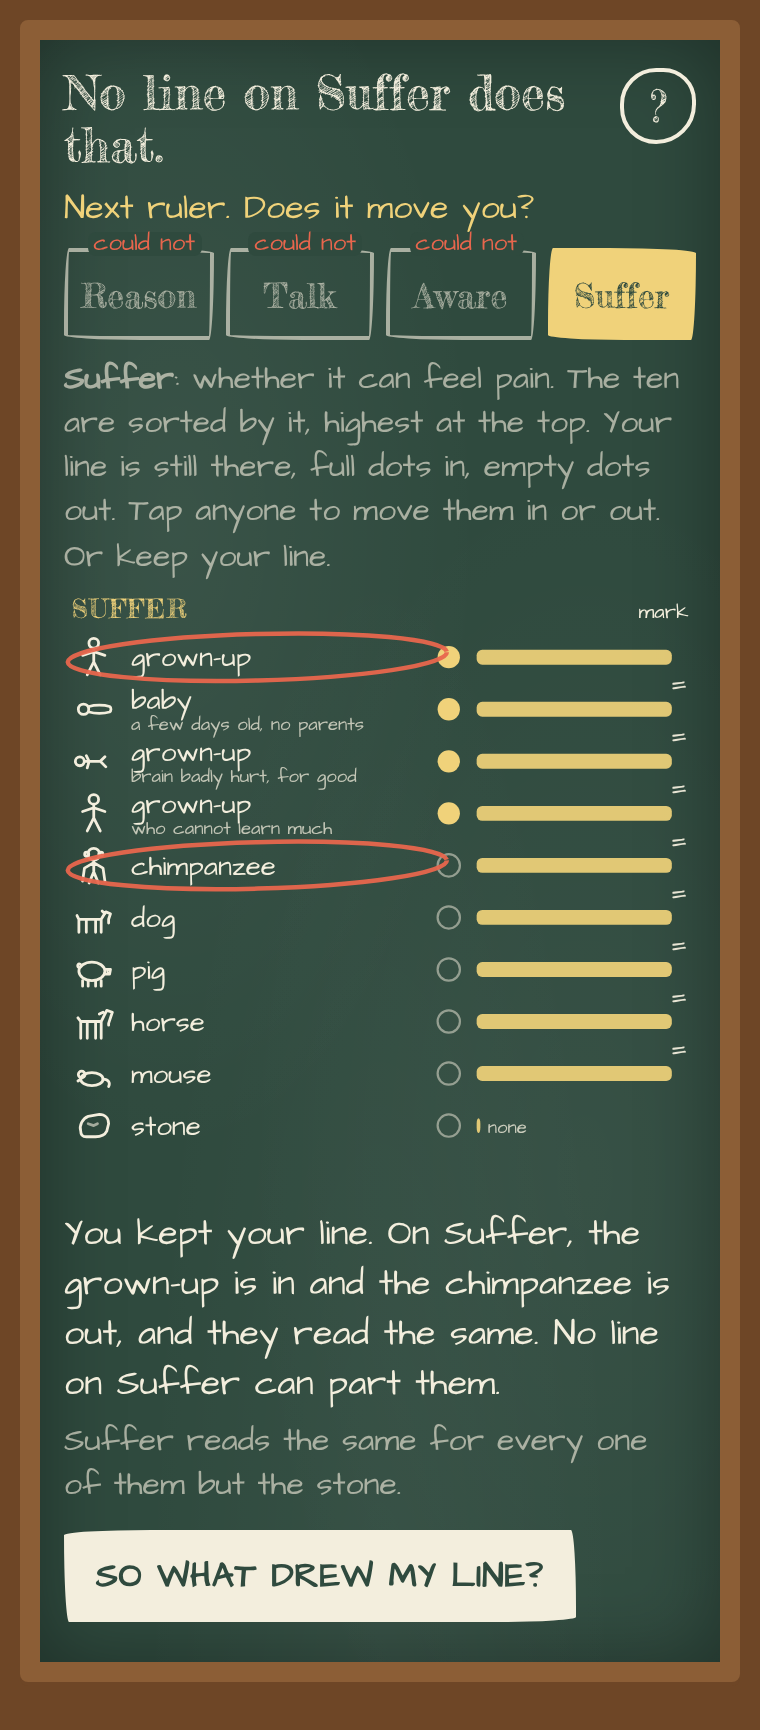 No line on Suffer does
that.
?
Next ruler. Does it move you?
could not
could not
could not
Reason
Talk
Aware
Suffer
Suffer: whether it can feel pain. The ten
are sorted by it, highest at the top. Your
line is still there, full dots in, empty dots
out. Tap anyone to move them in or out.
Or keep your line.
SUFFER
mark
grown-up
=
baby
a few days old, no parents
=
grown-up
brain badly hurt, for good
=
grown-up
who cannot learn much
=
chimpanzee
=
dog
=
pig
=
horse
=
mouse
stone
none
You kept your line. On Suffer, the
grown-up is in and the chimpanzee is
out, and they read the same. No line
on Suffer can part them.
Suffer reads the same for every one
of them but the stone.
SO WHAT DREW MY LINE?